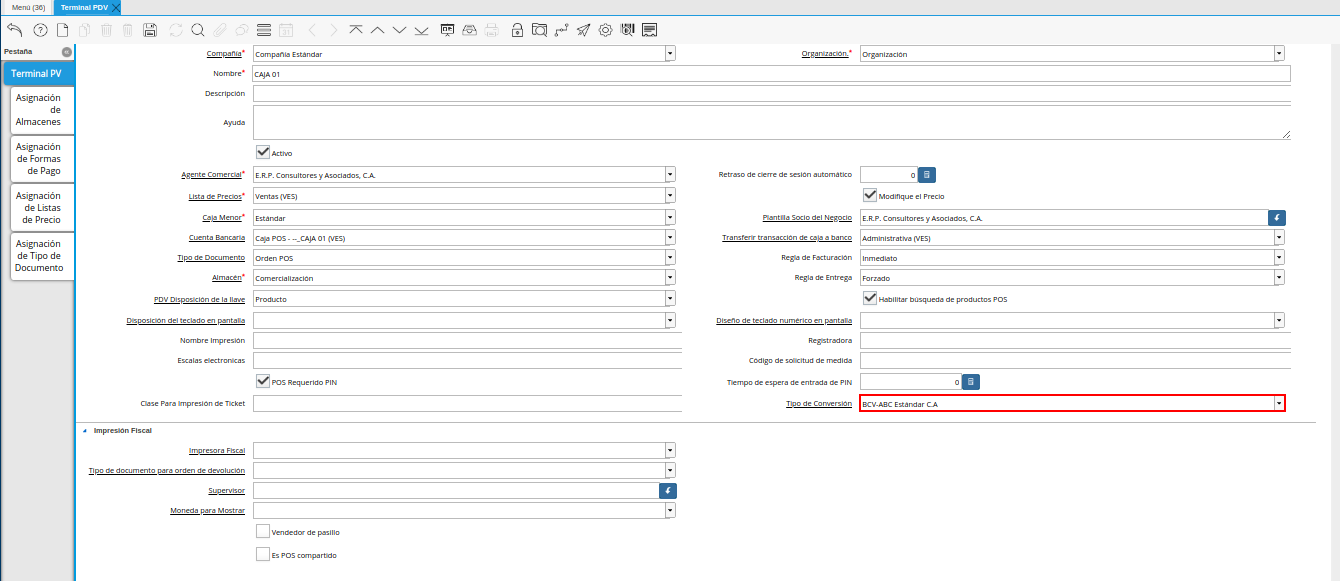 Menú (36)
Terminal PDV
Pestaña
Terminal PV
Asignación
de
Almacenes
Asignación
de Formas
de Pago
Asignación
de Listas
de Precio
Asignación
de Tipo de
Documento
Compañía* Compañía Estándar
Organización.* Organización
Nombre* CAJA 01
Descripción
Ayuda
Activo
Agente Comercial* E.R.P. Consultores y Asociados, C.A.
Retraso de cierre de sesión automático 0
Lista de Precios* Ventas (VES)
Modifique el Precio
Caja Menor* Estándar
Plantilla Socio del Negocio E.R.P. Consultores y Asociados, C.A.
Cuenta Bancaria Caja POS - --_CAJA 01 (VES)
Transferir transacción de caja a banco Administrativa (VES)
Tipo de Documento Orden POS
Regla de Facturación Inmediato
Almacén* Comercialización
Regla de Entrega Forzado
PDV Disposición de la llave Producto
Habilitar búsqueda de productos POS
Disposición del teclado en pantalla
Diseño de teclado numérico en pantalla
Nombre Impresión
Registradora
Escalas electronicas
Código de solicitud de medida
POS Requerido PIN
Tiempo de espera de entrada de PIN 0
Clase Para Impresión de Ticket
Tipo de Conversión BCV-ABC Estándar C.A
Impresión Fiscal
Impresora Fiscal
Tipo de documento para orden de devolución
Supervisor
Moneda para Mostrar
Vendedor de pasillo
Es POS compartido